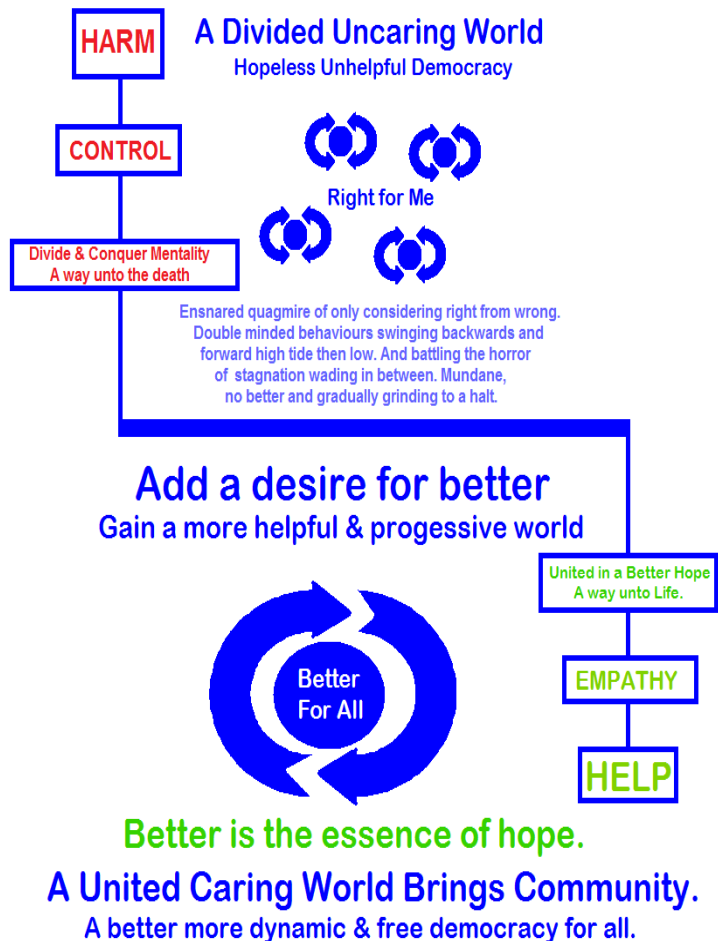 HARM
A Divided Uncaring World
Hopeless Unhelpful Democracy
CONTROL
Right for Me
Divide & Conquer Mentality
A way unto the death
Ensnared quagmire of only considering right from wrong.
Double minded behaviours swinging backwards and
forward high tide then low. And battling the horror
of stagnation wading in between. Mundane,
no better and gradually grinding to a halt.
Add a desire for better
Gain a more helpful & progessive world
United in a Better Hope
A way unto Life.
Better
For All
EMPATHY
HELP
Better is the essence of hope.
A United Caring World Brings Community.
A better more dynamic & free democracy for all.